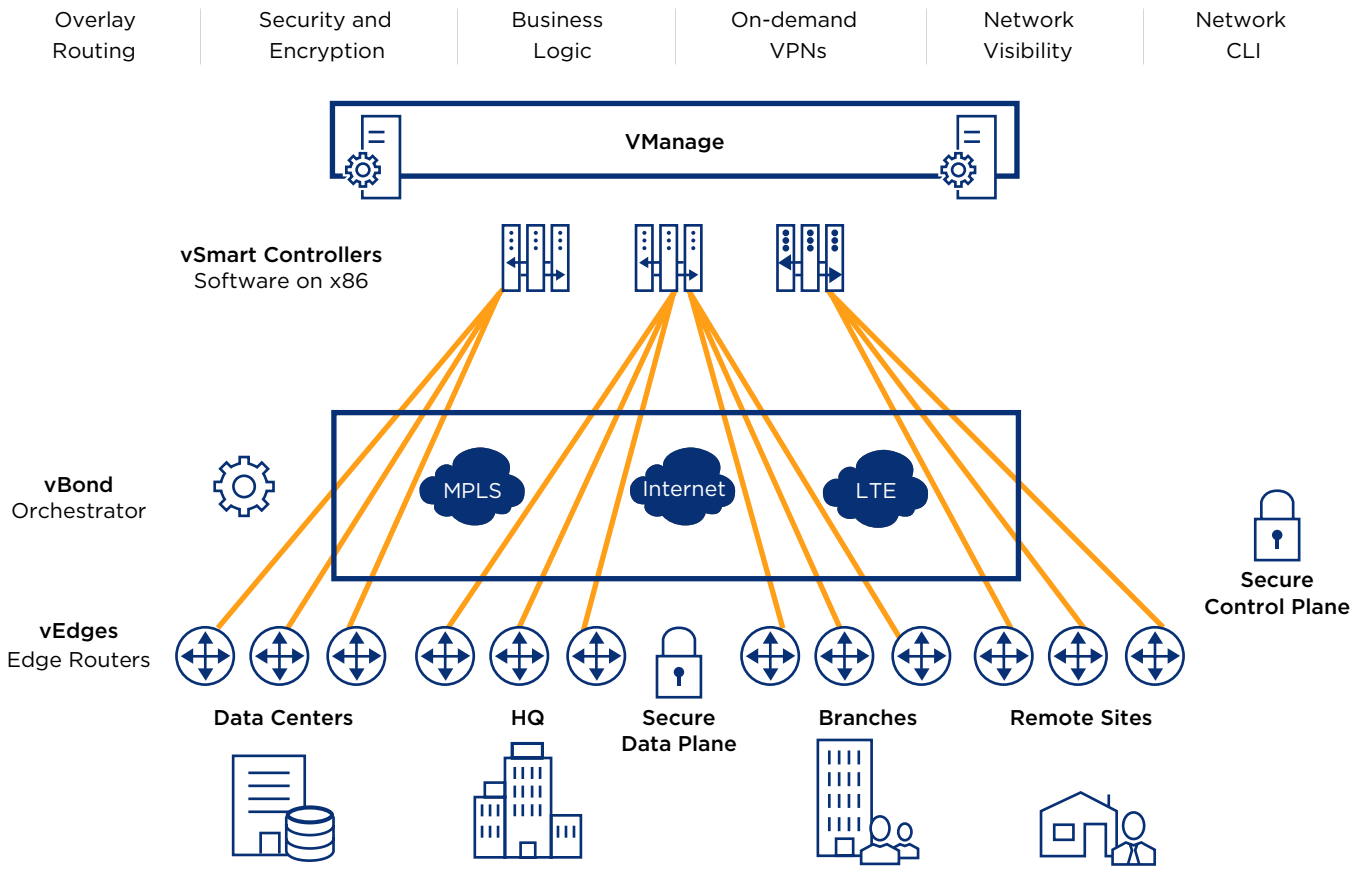 Overlay
Routing
Security and
Encryption
Business
Logic
On-demand
VPNs
Network
Visibility
Network
CLI
VManage
vSmart Controllers
Software on x86
MPLS
Internet
LTE
vBond
Orchestrator
Secure
Control Plane
vEdges
Edge Routers
Data Centers
HQ
Secure
Data Plane
Branches
Remote Sites